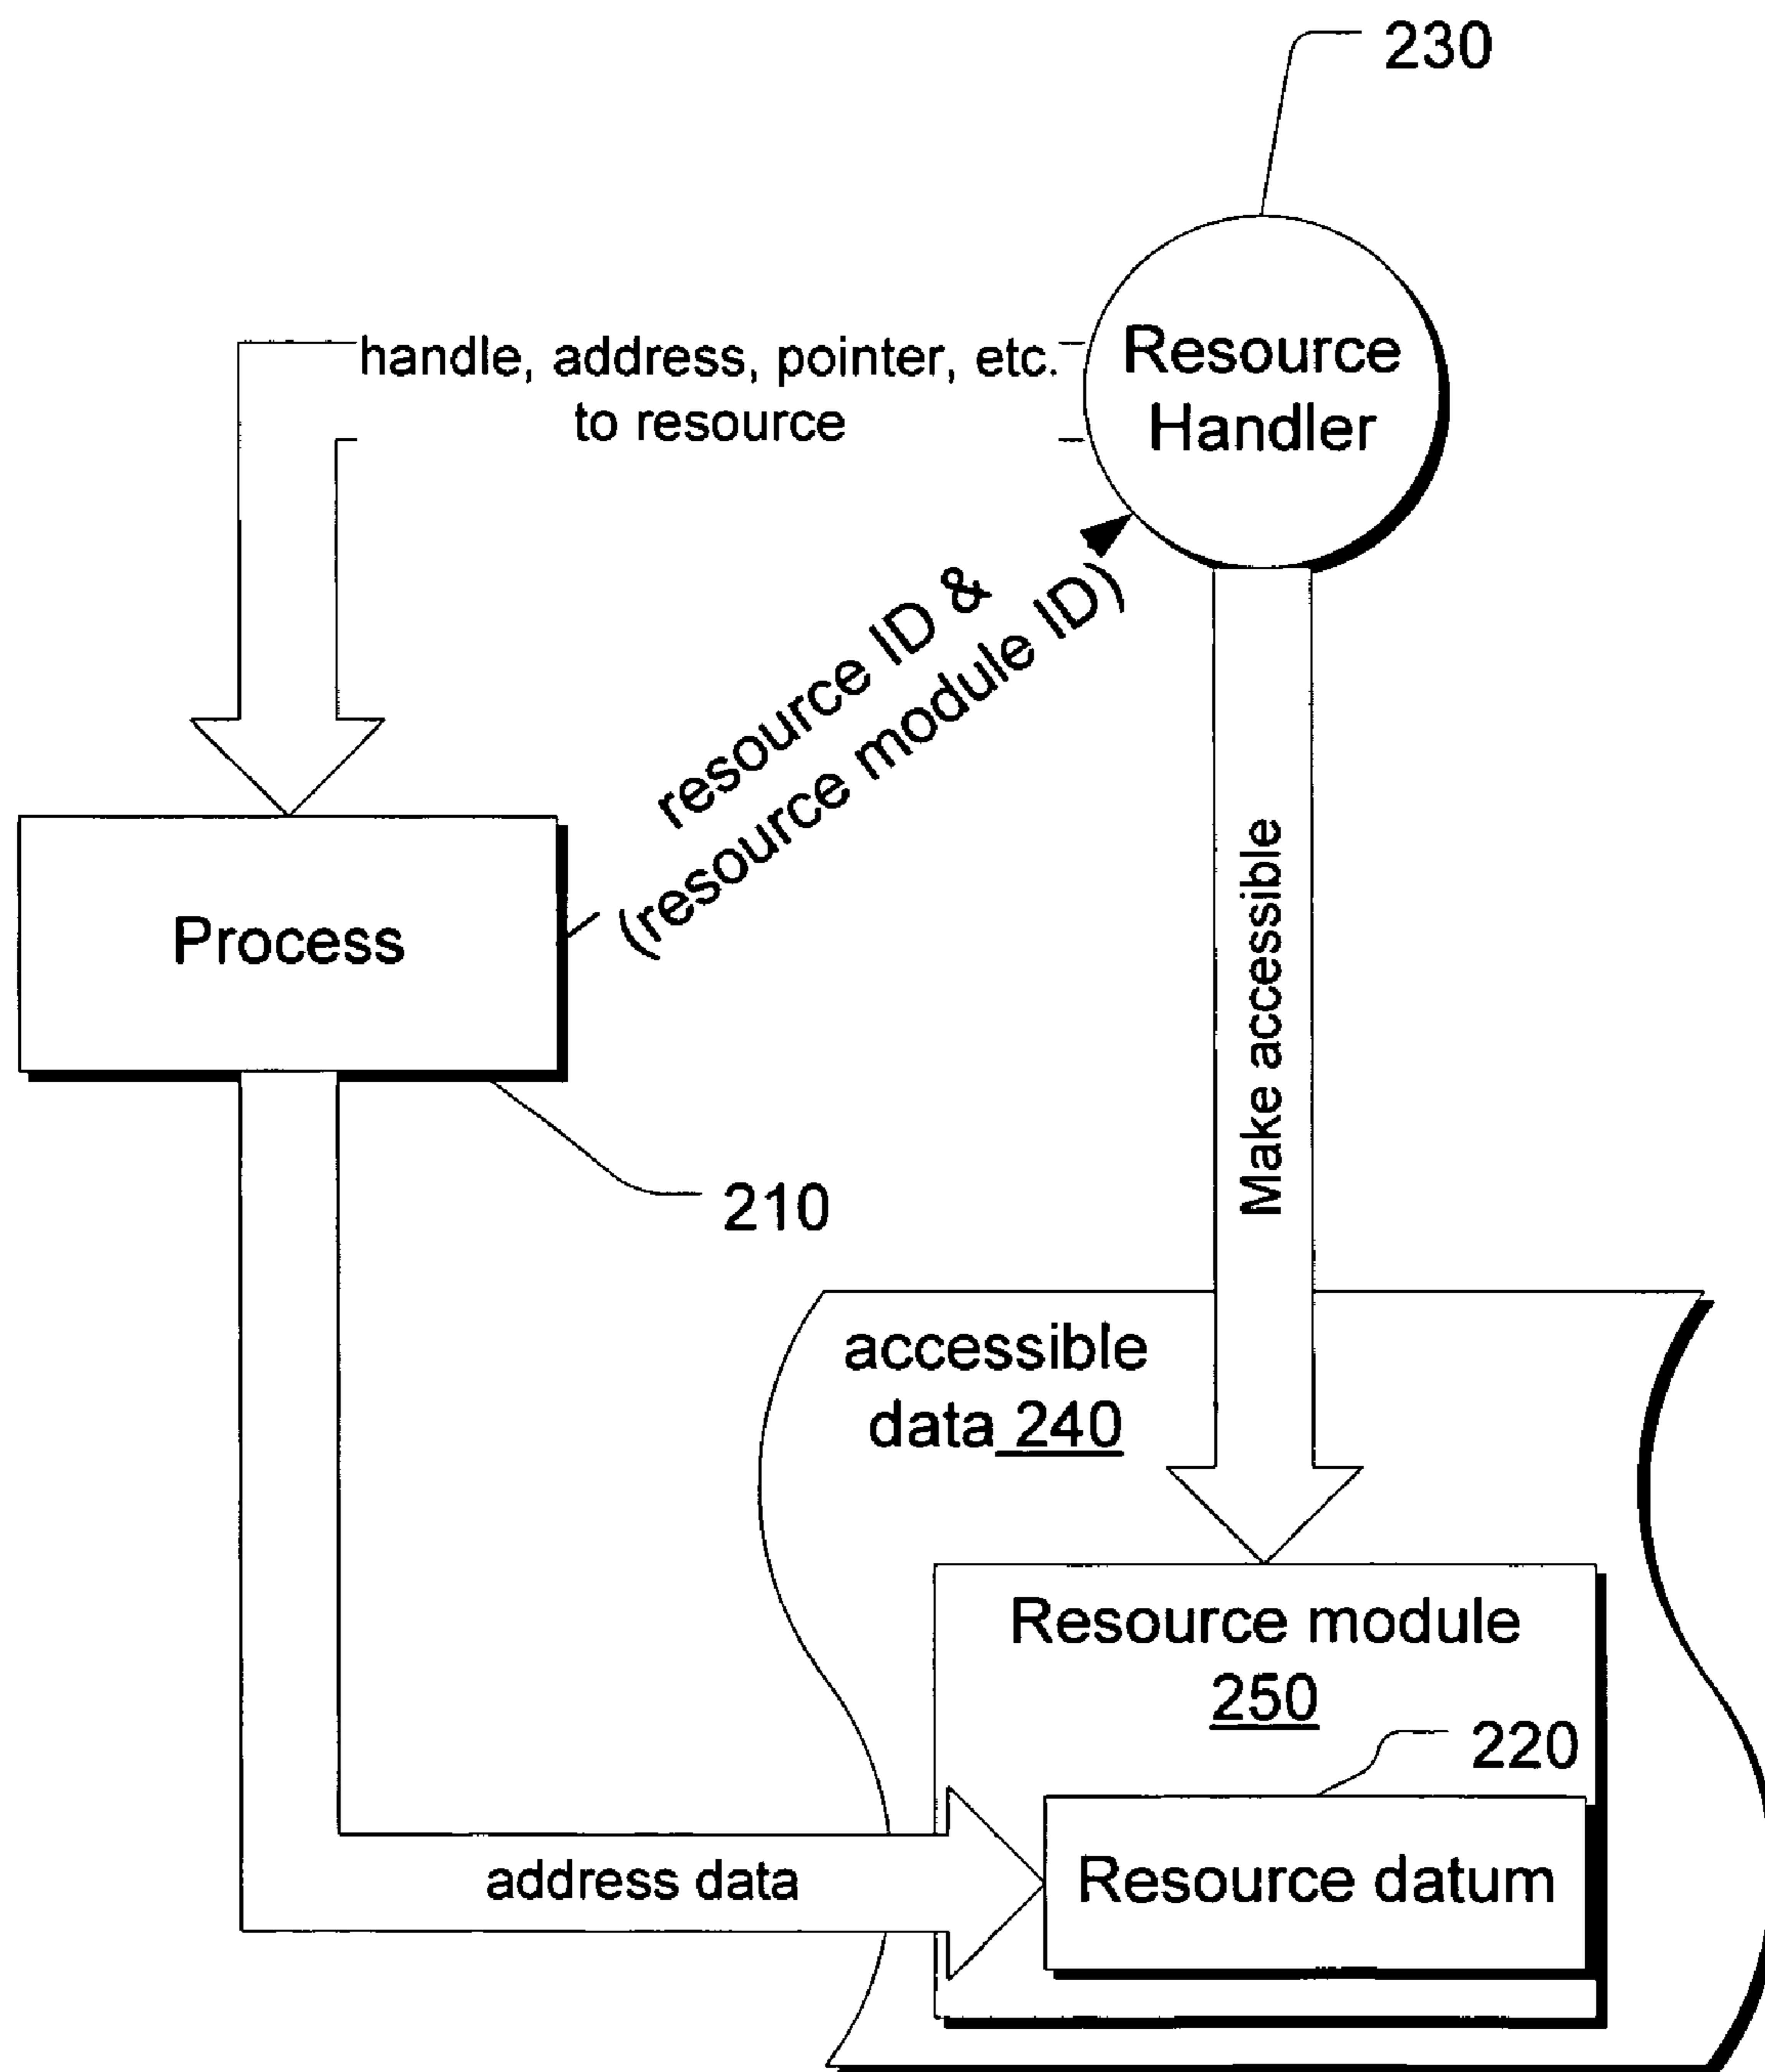 230
Resource
Handler
handle, address, pointer, etc.
to resource
resource ID &
(resource module ID)
Process
210
Make accessible
accessible
data 240
Resource module
250
220
Resource datum
address data